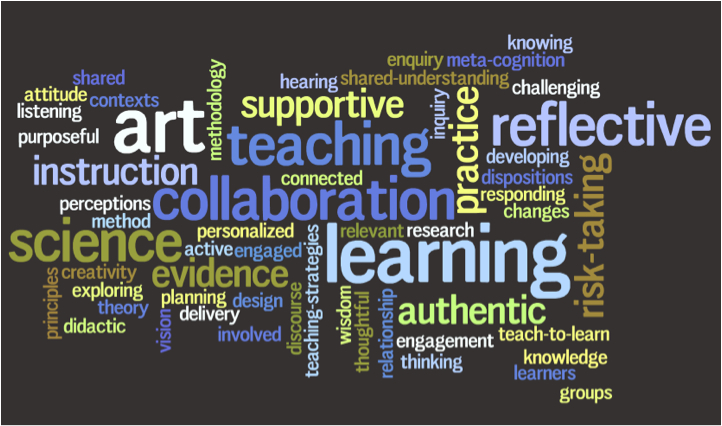 knowing
enquiry
meta-cognition
shared
hearing
shared-understanding
attitude
contexts
methodology
challenging
listening
supportive
inquiry
practice
purposeful
art
teaching
reflective
instruction
connected
developing
dispositions
perceptions
collaboration
responding
method
changes
science
personalized
relevant
research
risk-taking
active
engaged
learning
principles
creativity
evidence
teaching-strategies
exploring
planning
design
discourse
wisdom
thoughtful
relationship
authentic
theory
vision
delivery
didactic
involved
engagement
teach-to-learn
thinking
knowledge
learners
groups